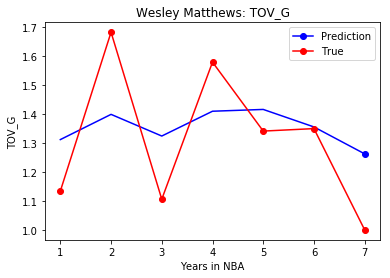 Wesley Matthews: TOV_G
Prediction
True
1.7
1.6
1.5
1.4
1.3
1.2
1.1
1.0
TOV_G
1 2 3 4 5 6 7
Years in NBA